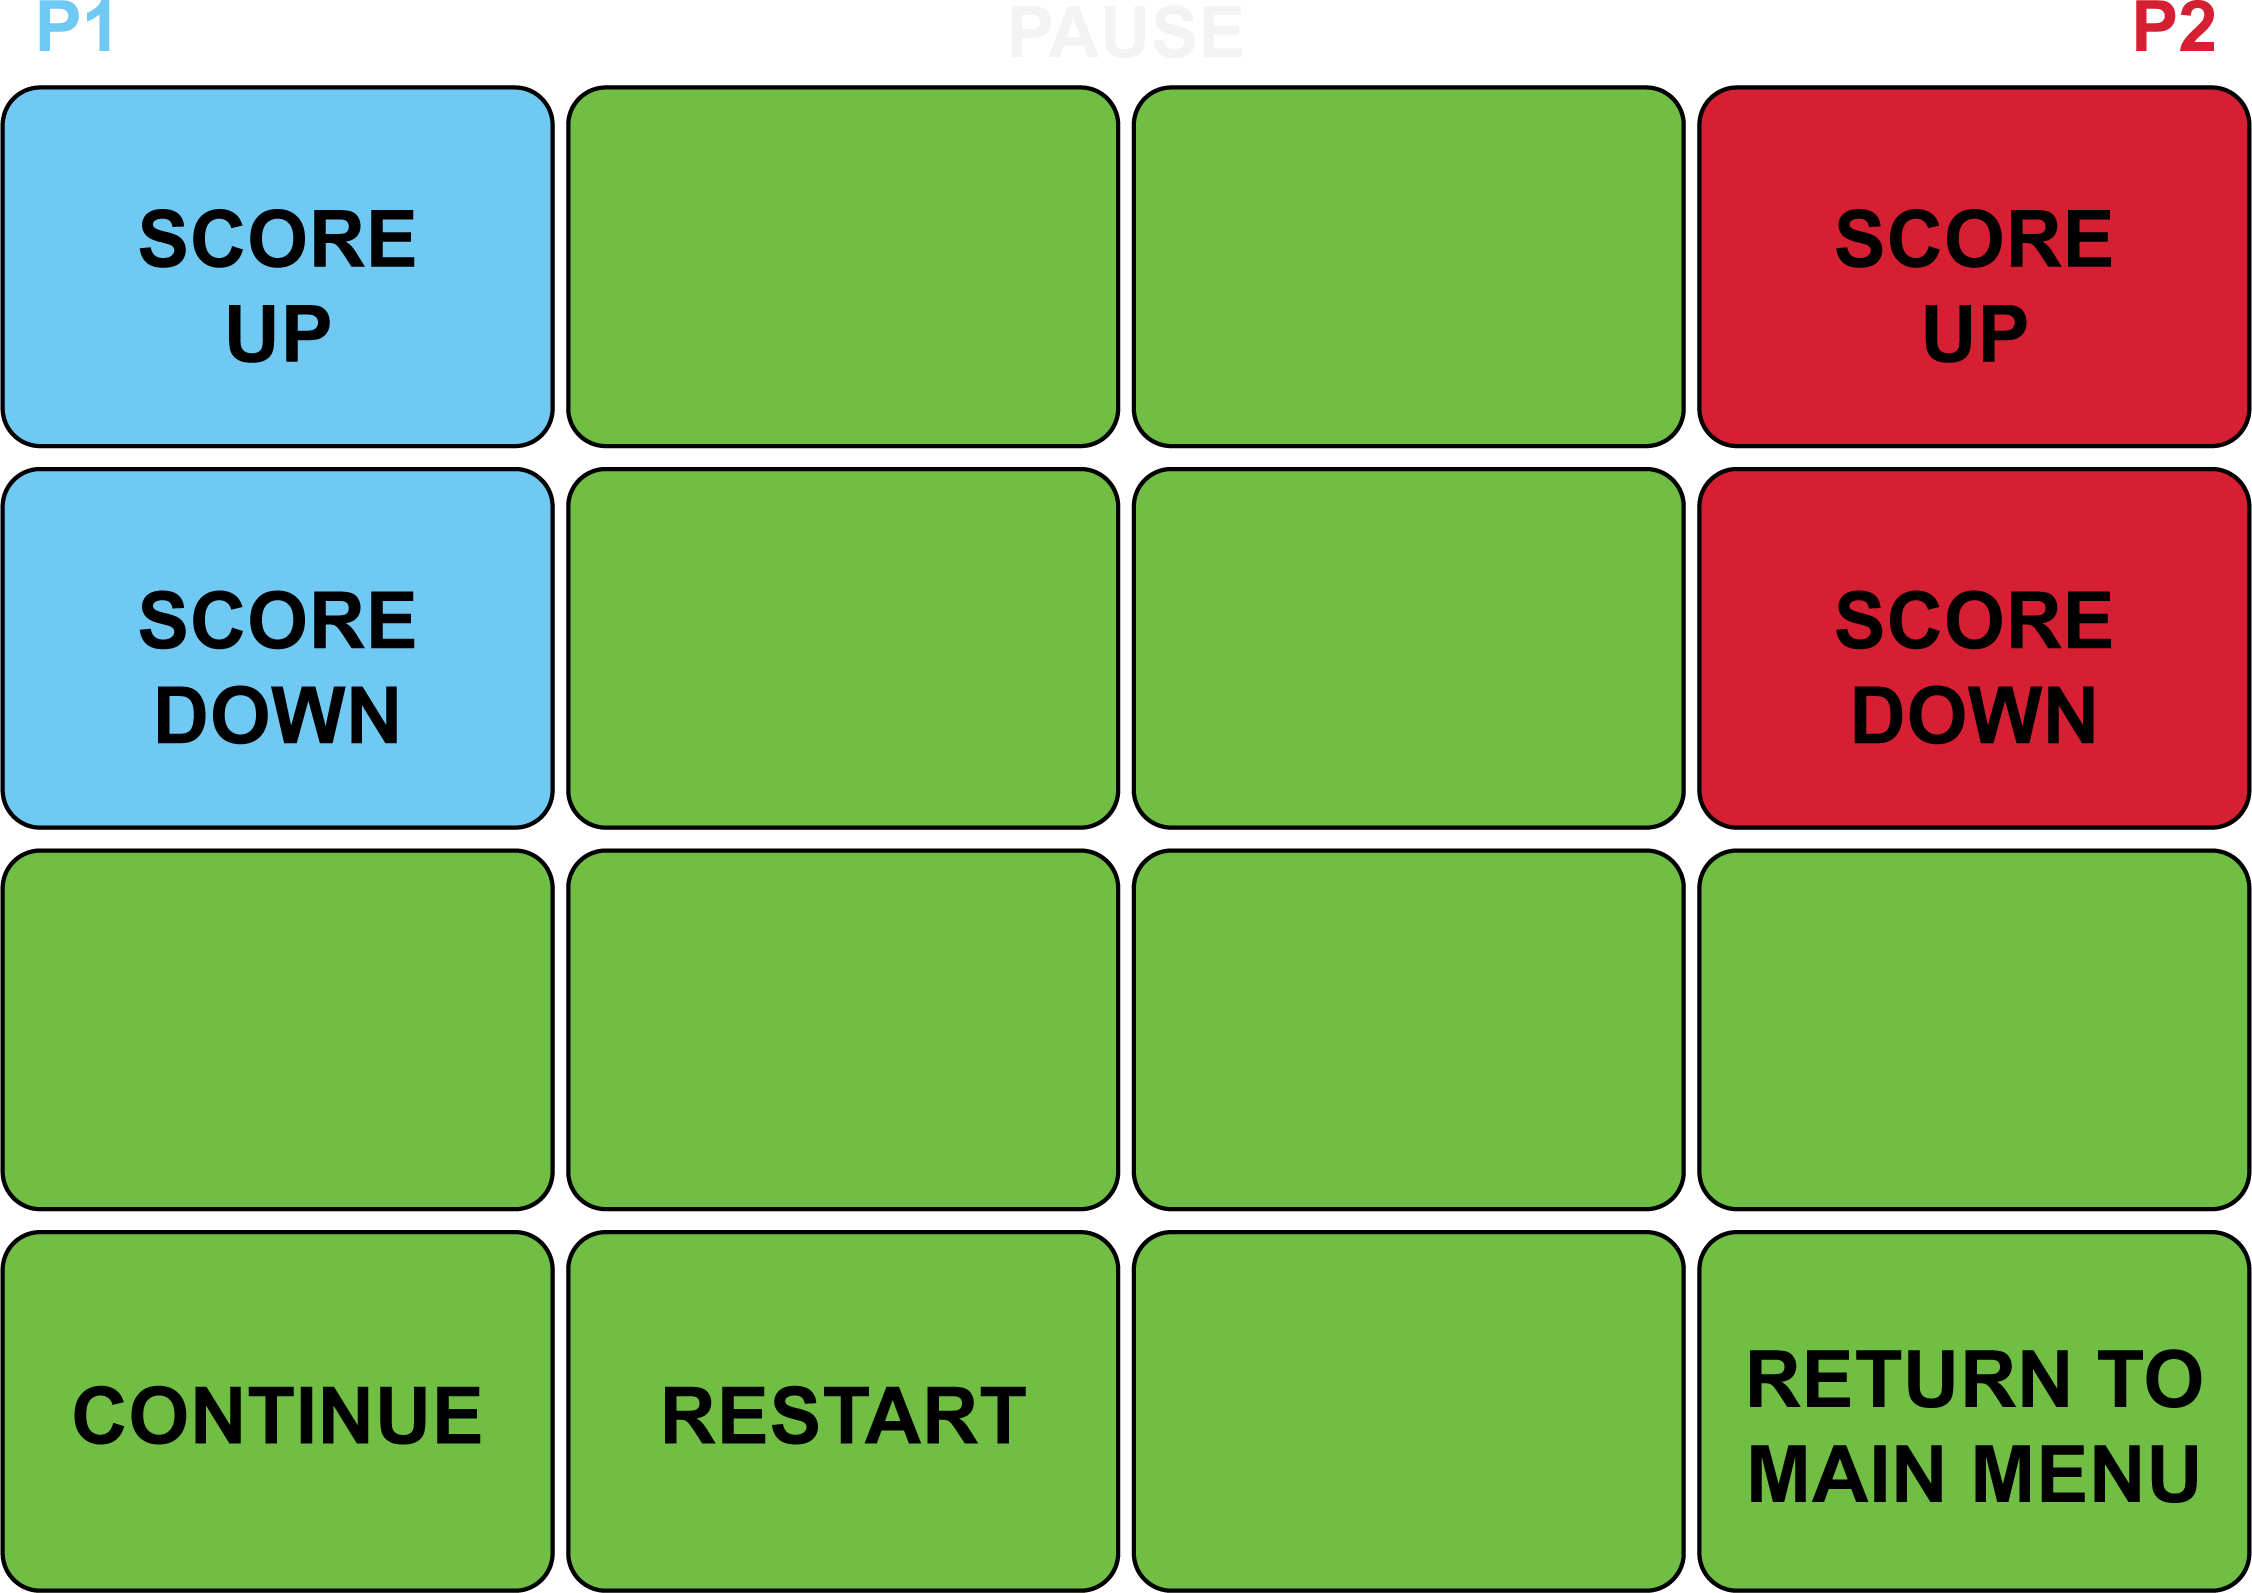 P1
PAUSE
P2
SCORE
UP
SCORE
UP
SCORE
DOWN
SCORE
DOWN
CONTINUE
RESTART
RETURN TO
MAIN MENU